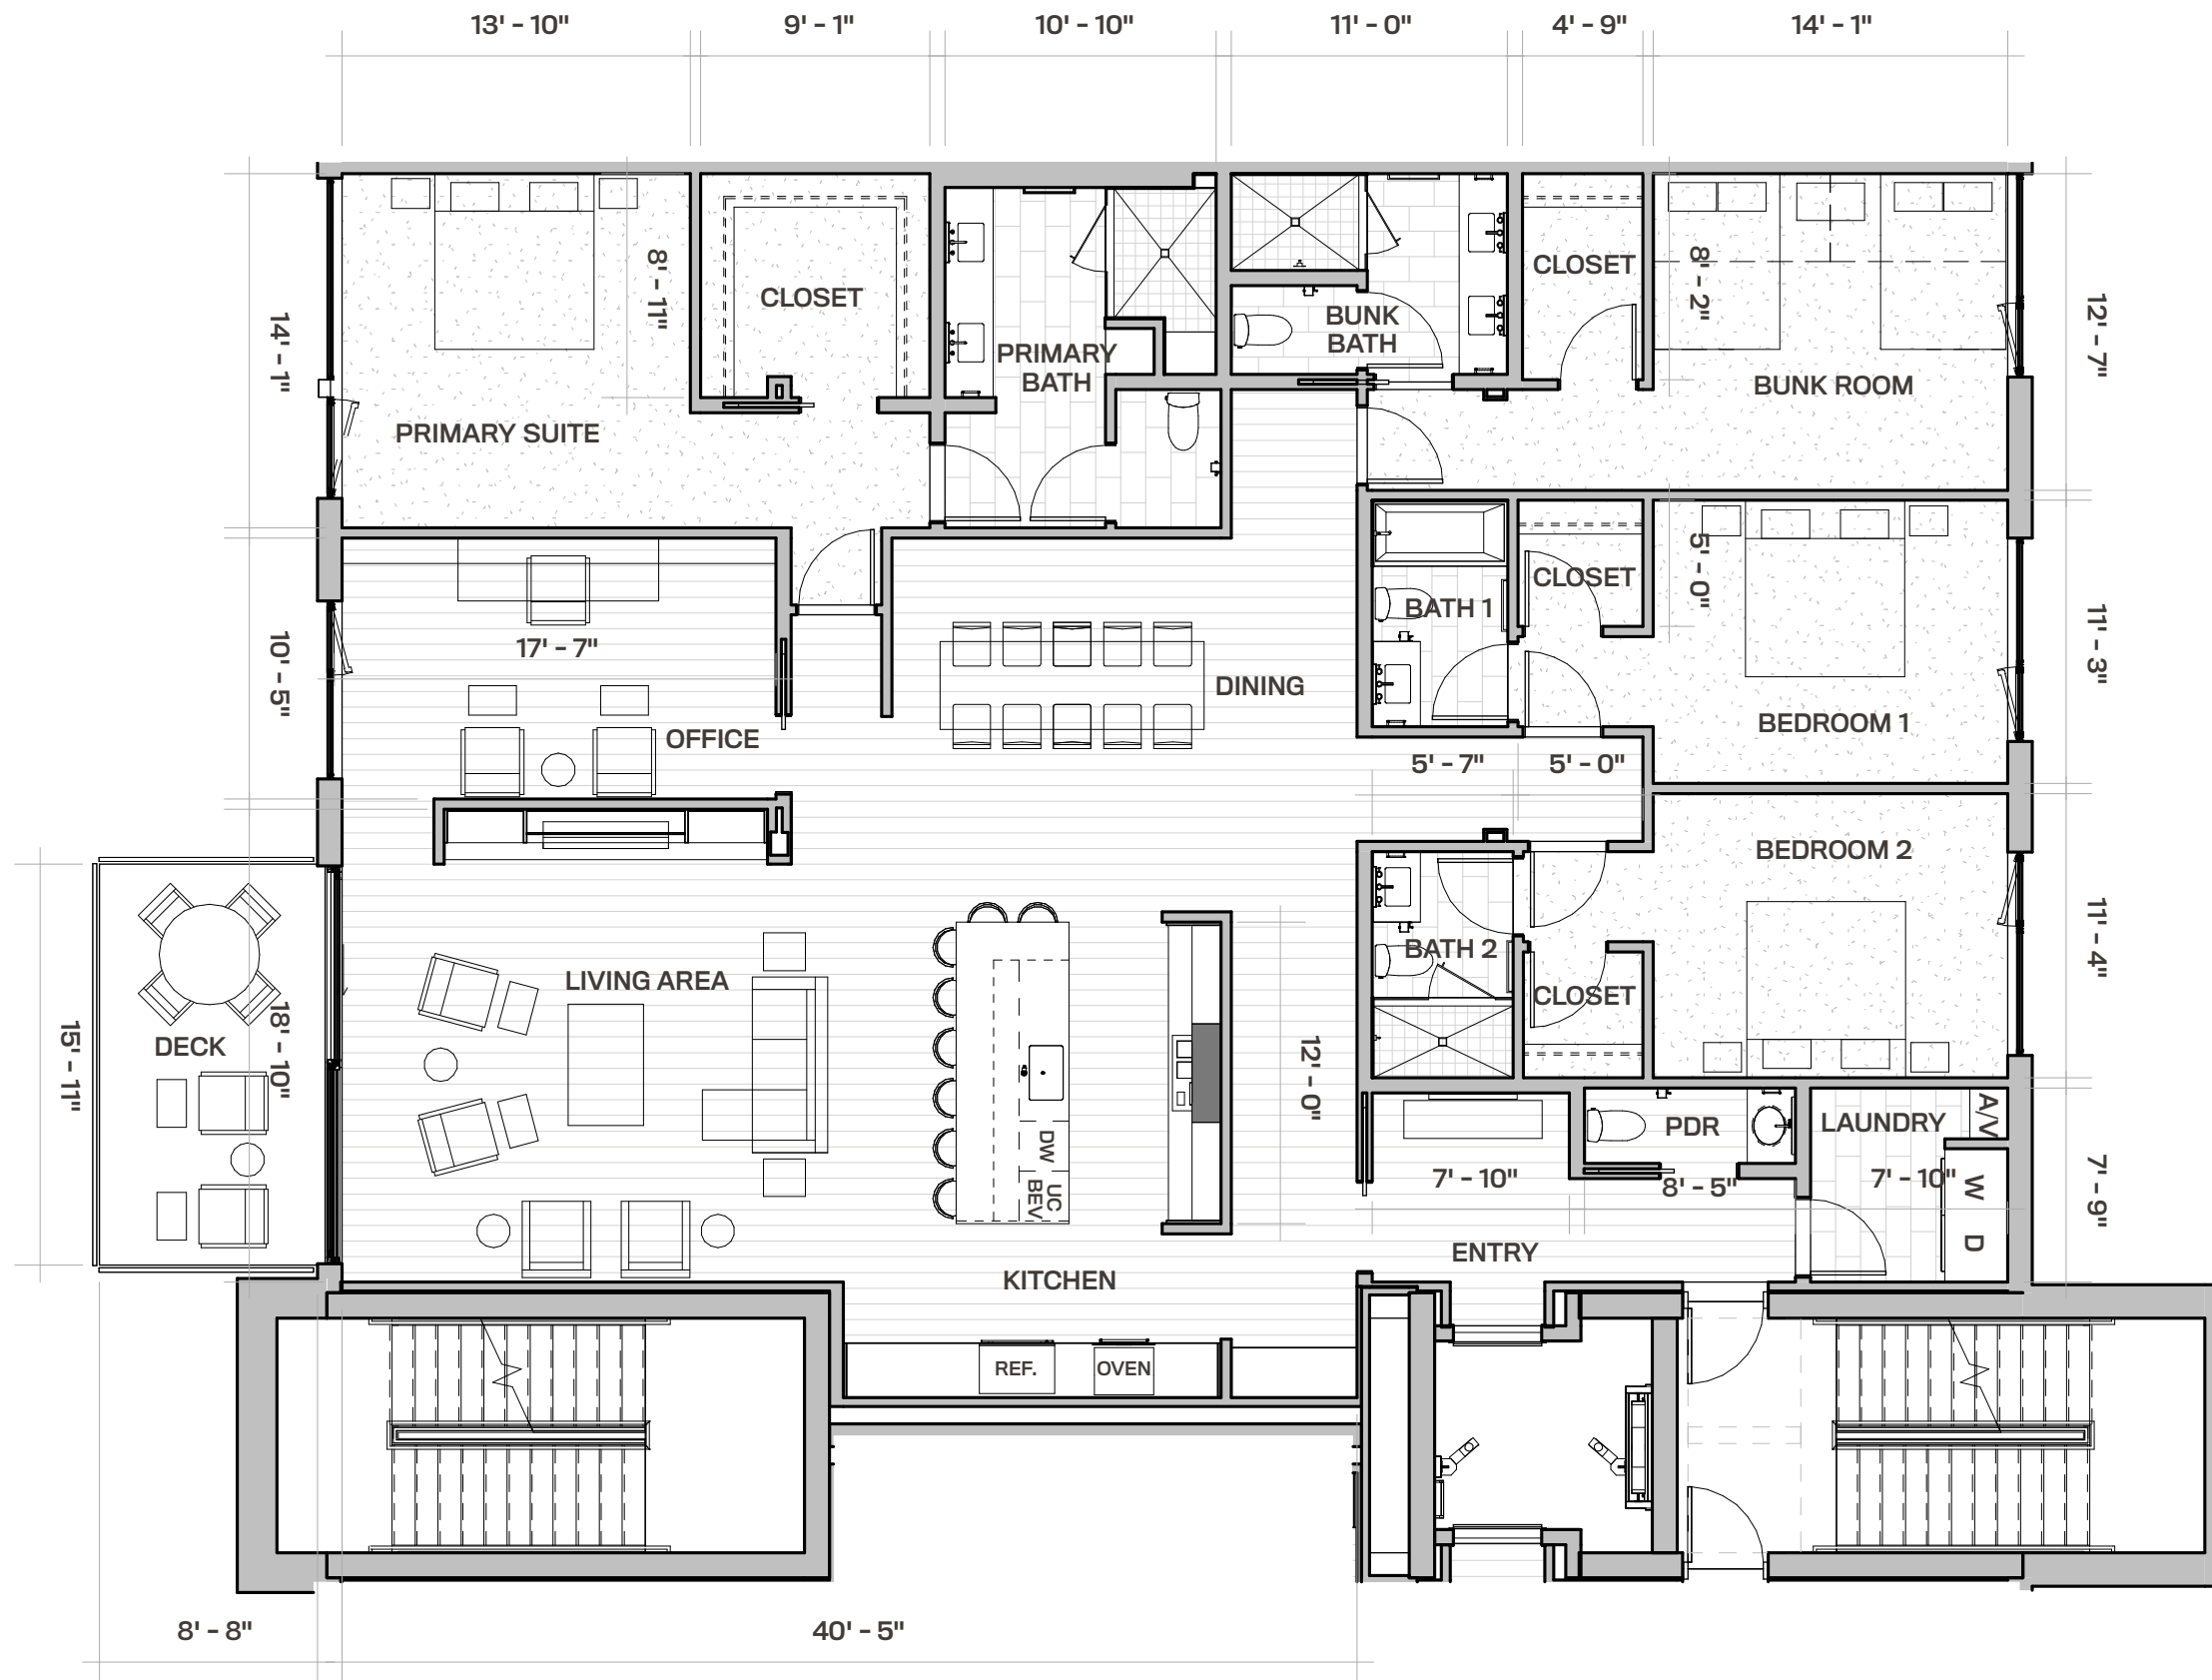 13' - 10"
9' - 1"
10' - 10"
11' - 0"
4' - 9"
14' - 1"
8' - 11"
CLOSET
CLOSET
8' - 2"
14' - 1"
BUNK
BATH
12' - 7"
PRIMARY
BATH
BUNK ROOM
PRIMARY SUITE
5' - 0"
CLOSET
BATH 1
10' - 5"
17' - 7"
11' - 3"
DINING
OFFICE
BEDROOM 1
5' - 7"
5' - 0"
BEDROOM 2
11' - 4"
BATH 2
LIVING AREA
CLOSET
15' - 11"
DECK
18' - 10"
12' - 0"
DW
UC
BEV
PDR
LAUNDRY
A/V
7' - 10"
8' - 5"
7' - 10"
W
D
7' - 9"
ENTRY
KITCHEN
REF.
OVEN
8' - 8"
40' - 5"